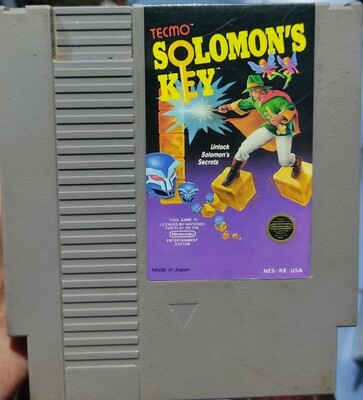 TECMO™
SOLOMON'S
KEY
Unlock
Solomon's
Secrets
THIS GAME IS
LICENSED BY NINTENDO
FOR PLAY ON THE
Nintendo
ENTERTAINMENT
SYSTEM
Made in Japan
NES-KE-USA